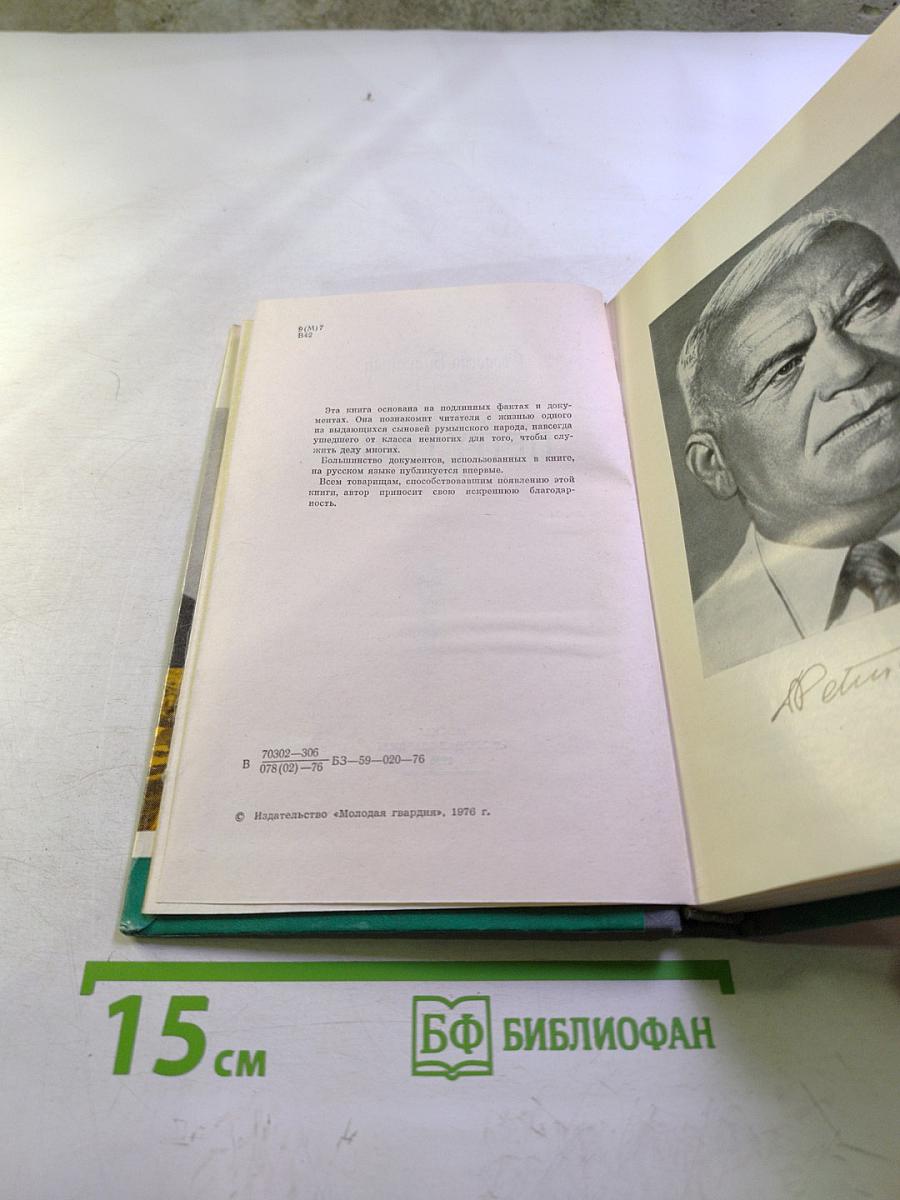 9(М)7
В42
Эта книга основана на подлинных фактах и доку-
ментах. Она познакомит читателя с жизнью одного
из выдающихся сыновей румынского народа, навсегда
ушедшего от класса немногих для того, чтобы слу-
жить делу многих.
Большинство документов, использованных в книге,
на русском языке публикуется впервые.
Всем товарищам, способствовавшим появлению этой
книги, автор приносит свою искреннюю благодар-
ность.
70302—306
В 078(02)—76 БЗ—59—020—76
© Издательство «Молодая гвардия», 1976 г.
15 см
БФ БИБЛИОФАН